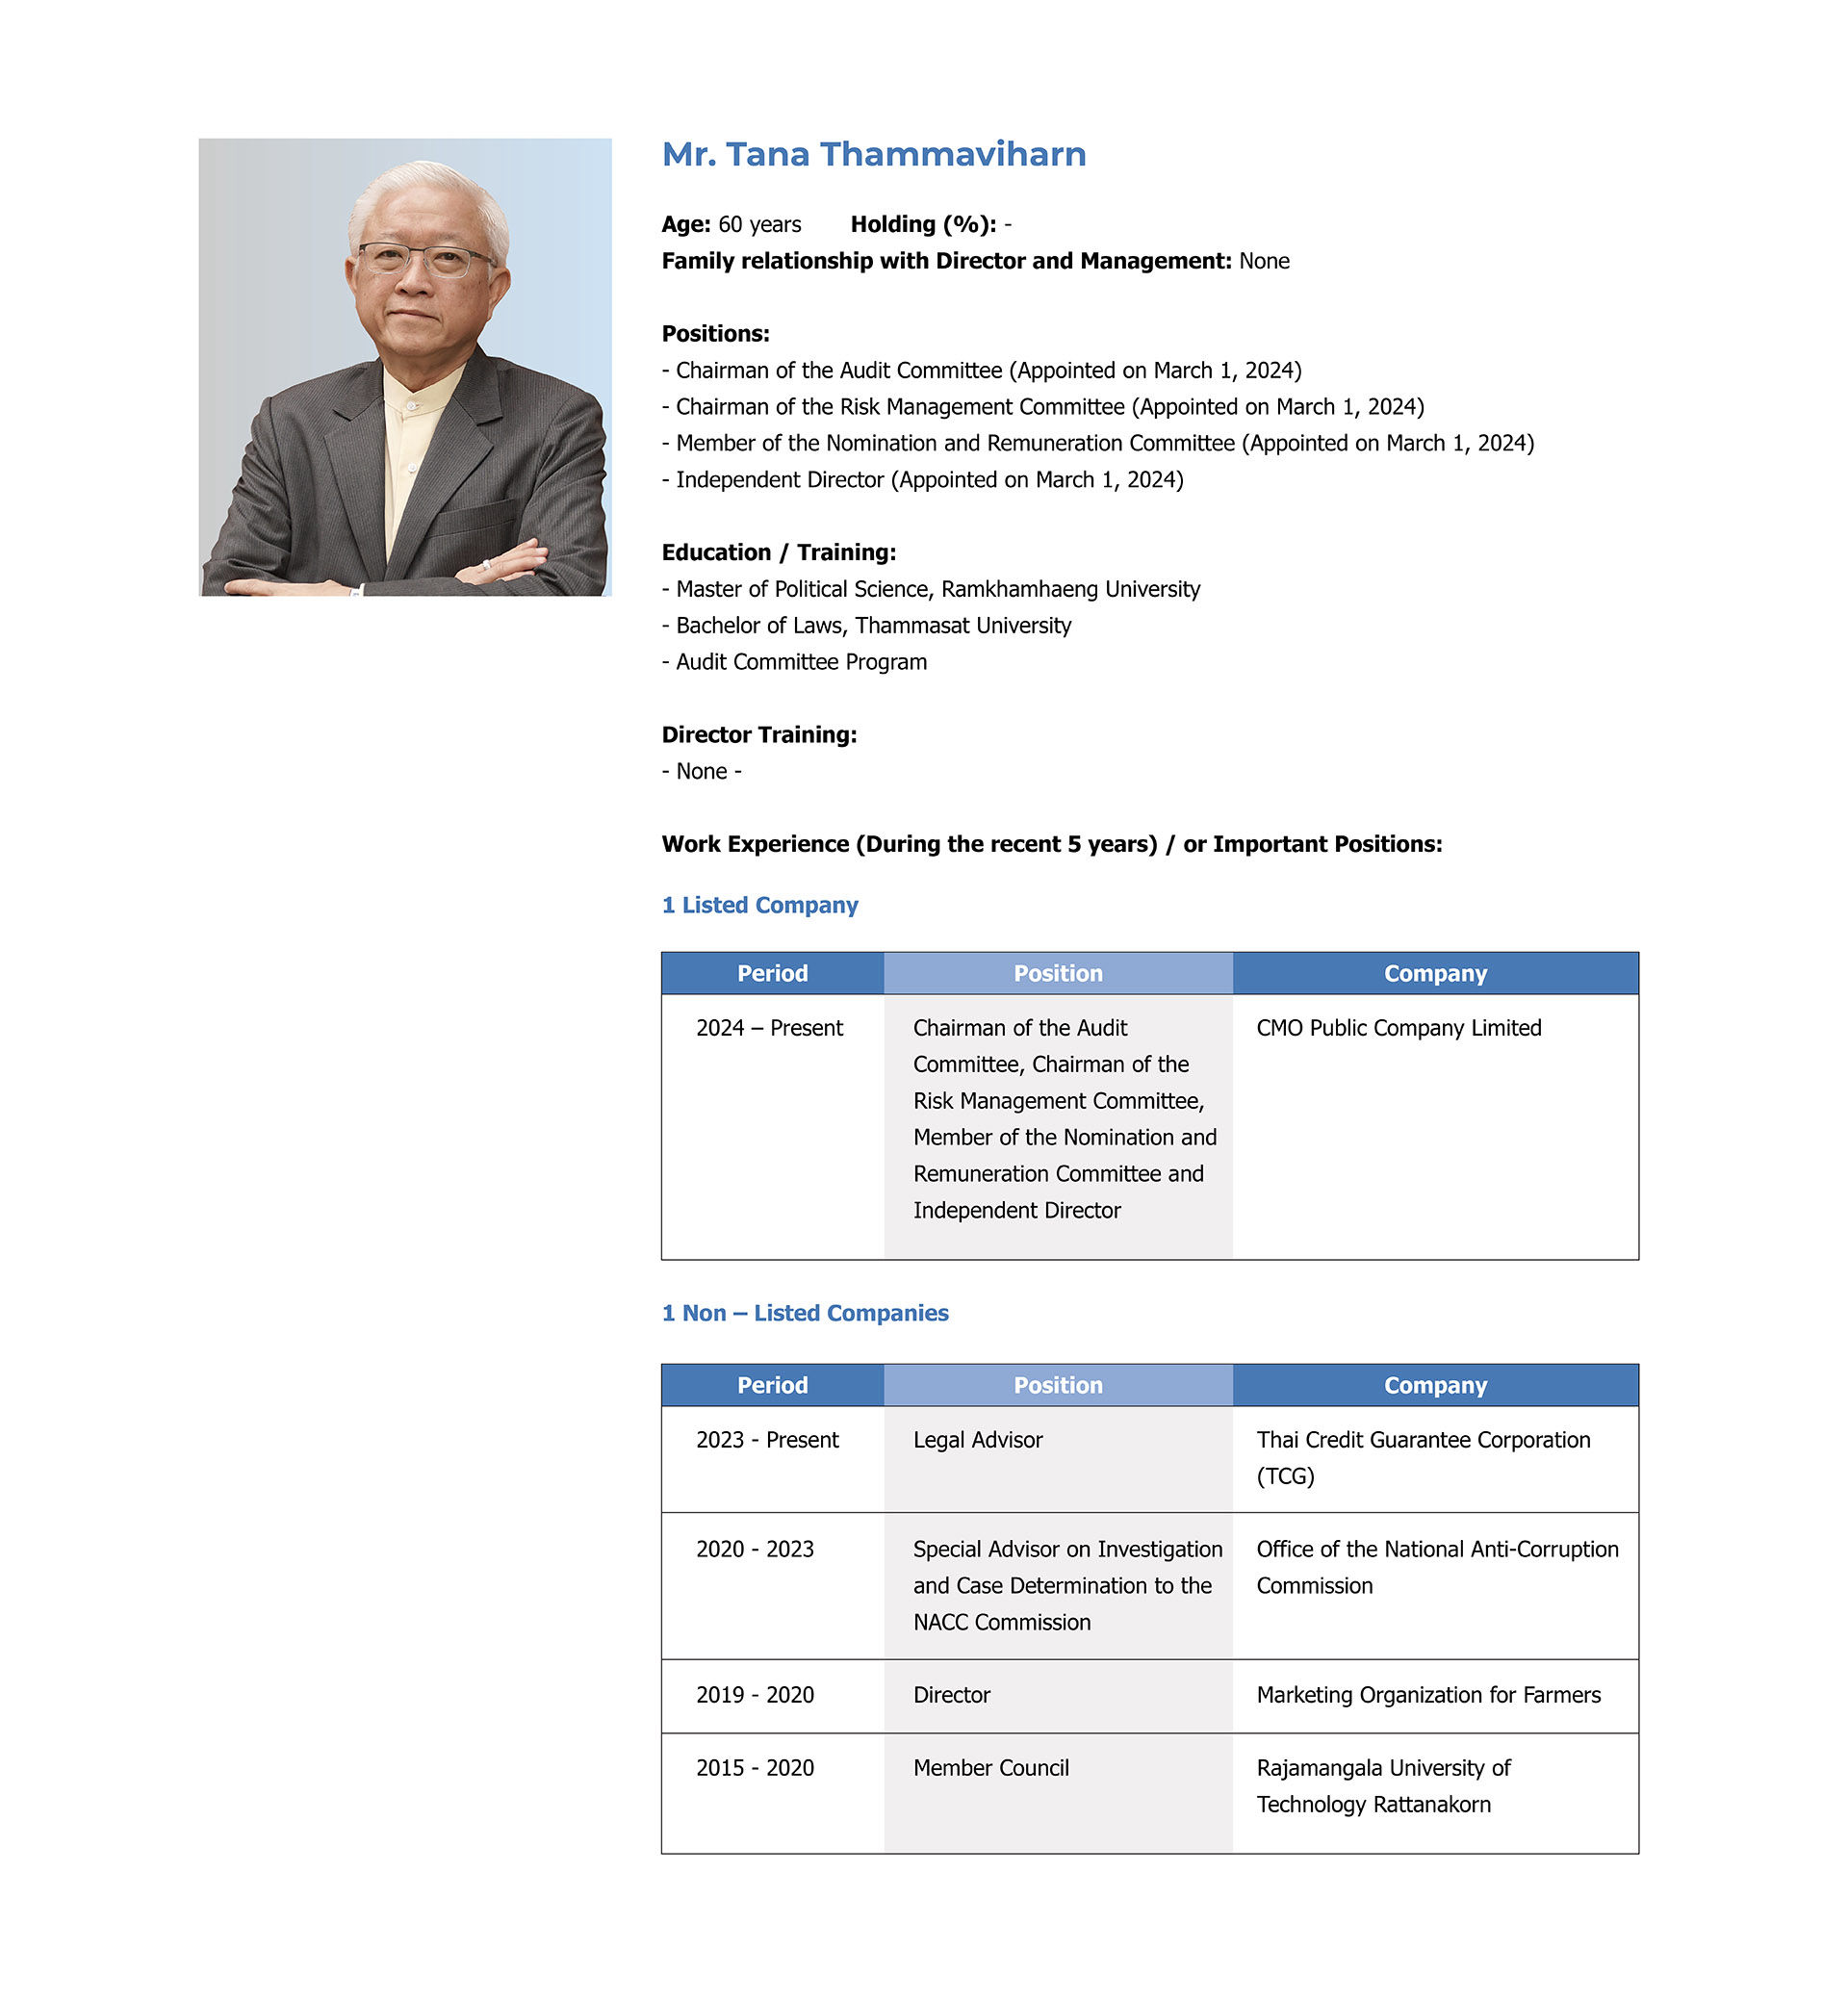 Mr. Tana Thammaviharn
Age: 60 years Holding (%): -
Family relationship with Director and Management: None
Positions:
- Chairman of the Audit Committee (Appointed on March 1, 2024)
- Chairman of the Risk Management Committee (Appointed on March 1, 2024)
- Member of the Nomination and Remuneration Committee (Appointed on March 1, 2024)
- Independent Director (Appointed on March 1, 2024)
Education / Training:
- Master of Political Science, Ramkhamhaeng University
- Bachelor of Laws, Thammasat University
- Audit Committee Program
Director Training:
- None -
Work Experience (During the recent 5 years) / or Important Positions:
1 Listed Company
Period Position Company
2024 – Present Chairman of the Audit CMO Public Company Limited
Committee, Chairman of the
Risk Management Committee,
Member of the Nomination and
Remuneration Committee and
Independent Director
1 Non – Listed Companies
Period Position Company
2023 - Present Legal Advisor Thai Credit Guarantee Corporation
(TCG)
2020 - 2023 Special Advisor on Investigation Office of the National Anti-Corruption
and Case Determination to the Commission
NACC Commission
2019 - 2020 Director Marketing Organization for Farmers
2015 - 2020 Member Council Rajamangala University of
Technology Rattanakorn